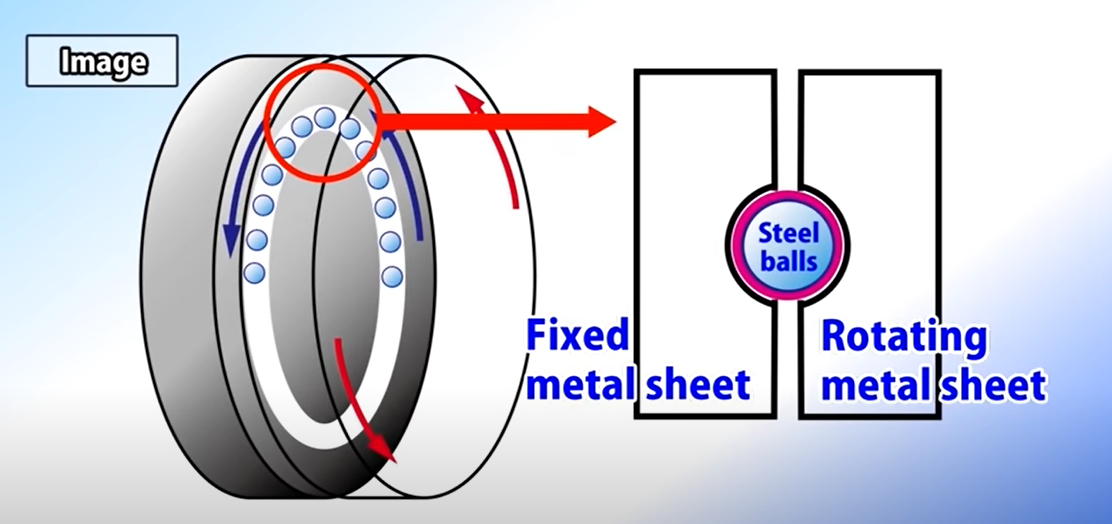 Image
Steel
balls
Fixed
metal sheet
Rotating
metal sheet